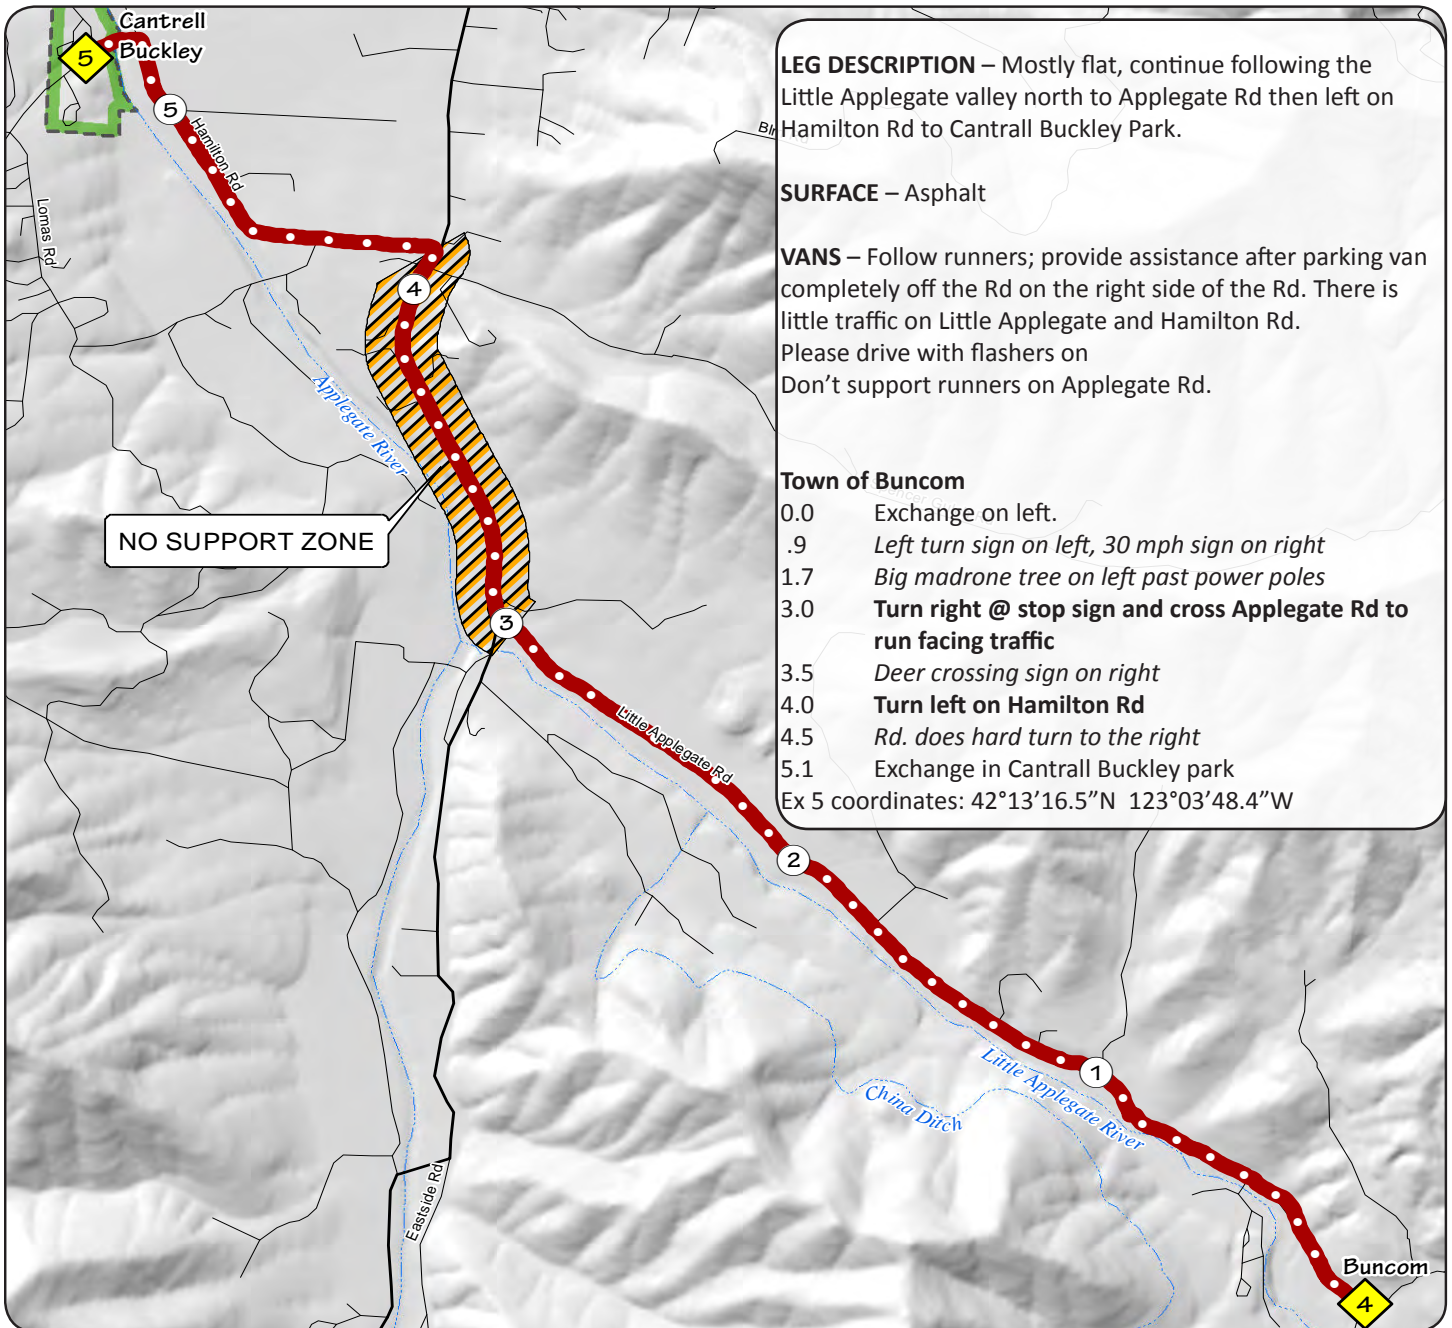 Cantrell
Buckley
5
5
Hamilton Rd
Lomas Rd
4
Applegate River
NO SUPPORT ZONE
3
Little Applegate Rd
2
1
Little Applegate River
China Ditch
Eastside Rd
Buncom
4
LEG DESCRIPTION – Mostly flat, continue following the
Little Applegate valley north to Applegate Rd then left on
Hamilton Rd to Cantrall Buckley Park.
SURFACE – Asphalt
VANS – Follow runners; provide assistance after parking van
completely off the Rd on the right side of the Rd. There is
little traffic on Little Applegate and Hamilton Rd.
Please drive with flashers on
Don’t support runners on Applegate Rd.
Town of Buncom
0.0 Exchange on left.
.9 Left turn sign on left, 30 mph sign on right
1.7 Big madrone tree on left past power poles
3.0 Turn right @ stop sign and cross Applegate Rd to
run facing traffic
3.5 Deer crossing sign on right
4.0 Turn left on Hamilton Rd
4.5 Rd. does hard turn to the right
5.1 Exchange in Cantrall Buckley park
Ex 5 coordinates: 42°13’16.5”N 123°03’48.4”W